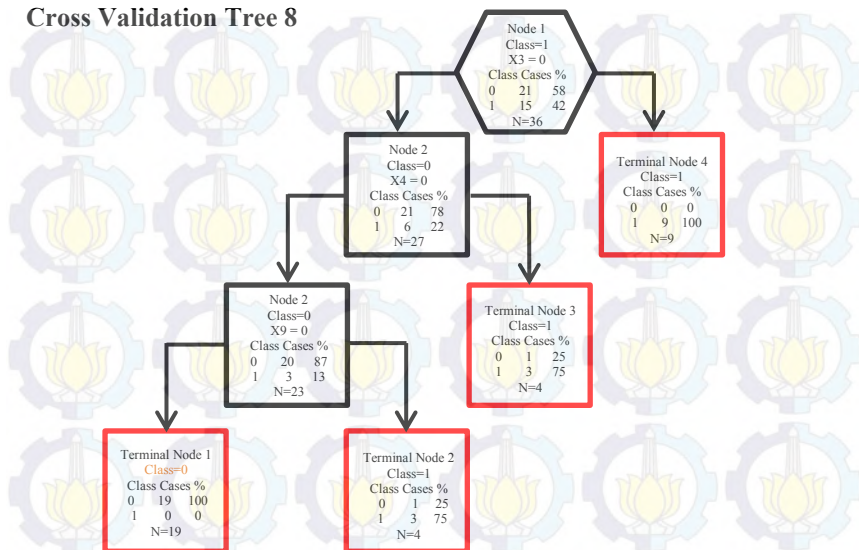 Cross Validation Tree 8
Node 1
Class=1
X3 = 0
Class Cases %
0 21 58
1 15 42
N=36
Node 2
Class=0
X4 = 0
Class Cases %
0 21 78
1 6 22
N=27
Terminal Node 4
Class=1
Class Cases %
0 0 0
1 9 100
N=9
Node 2
Class=0
X9 = 0
Class Cases %
0 20 87
1 3 13
N=23
Terminal Node 3
Class=1
Class Cases %
0 1 25
1 3 75
N=4
Terminal Node 1
Class=0
Class Cases %
0 19 100
1 0 0
N=19
Terminal Node 2
Class=1
Class Cases %
0 1 25
1 3 75
N=4